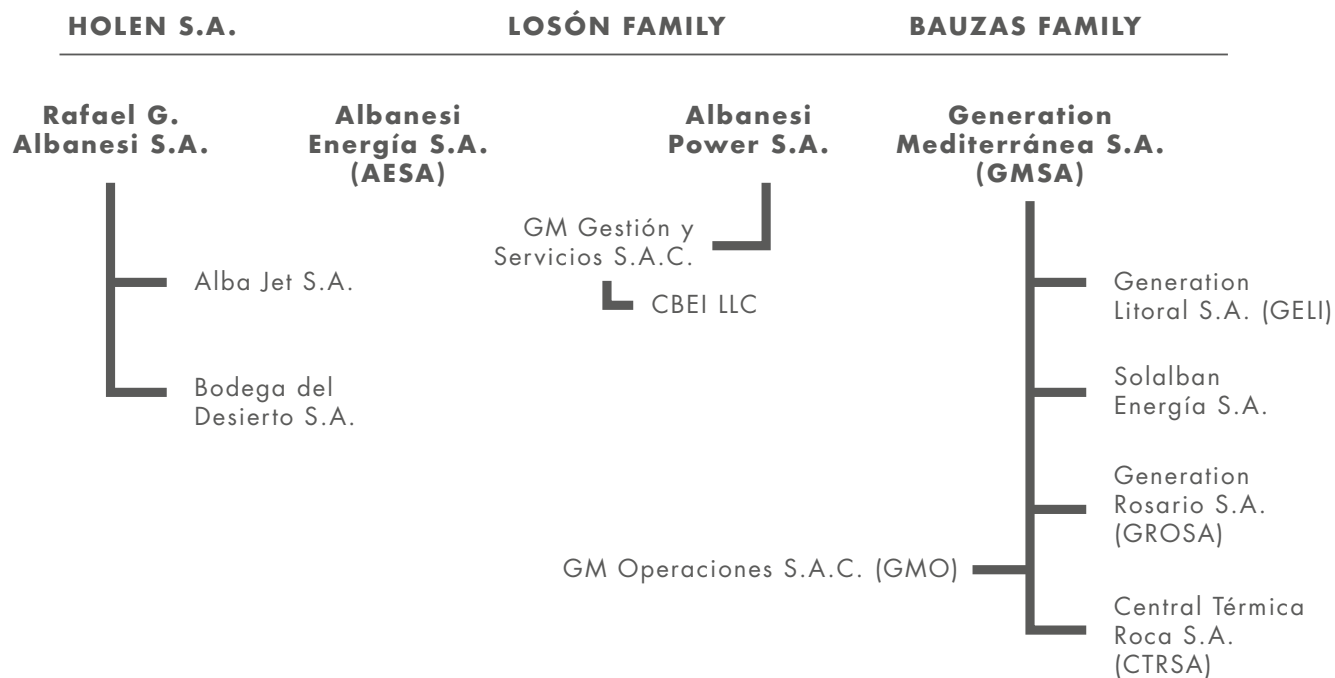 HOLEN S.A.
LOSÓN FAMILY
BAUZAS FAMILY
Rafael G.
Albanesi S.A.
Albanesi
Energía S.A.
(AESA)
Albanesi
Power S.A.
Generation
Mediterránea S.A.
(GMSA)
Alba Jet S.A.
Bodega del
Desierto S.A.
GM Gestión y
Servicios S.A.C.
CBEI LLC
Generation
Litoral S.A. (GELI)
Solalban
Energía S.A.
Generation
Rosario S.A.
(GROSA)
GM Operaciones S.A.C. (GMO)
Central Térmica
Roca S.A.
(CTRSA)